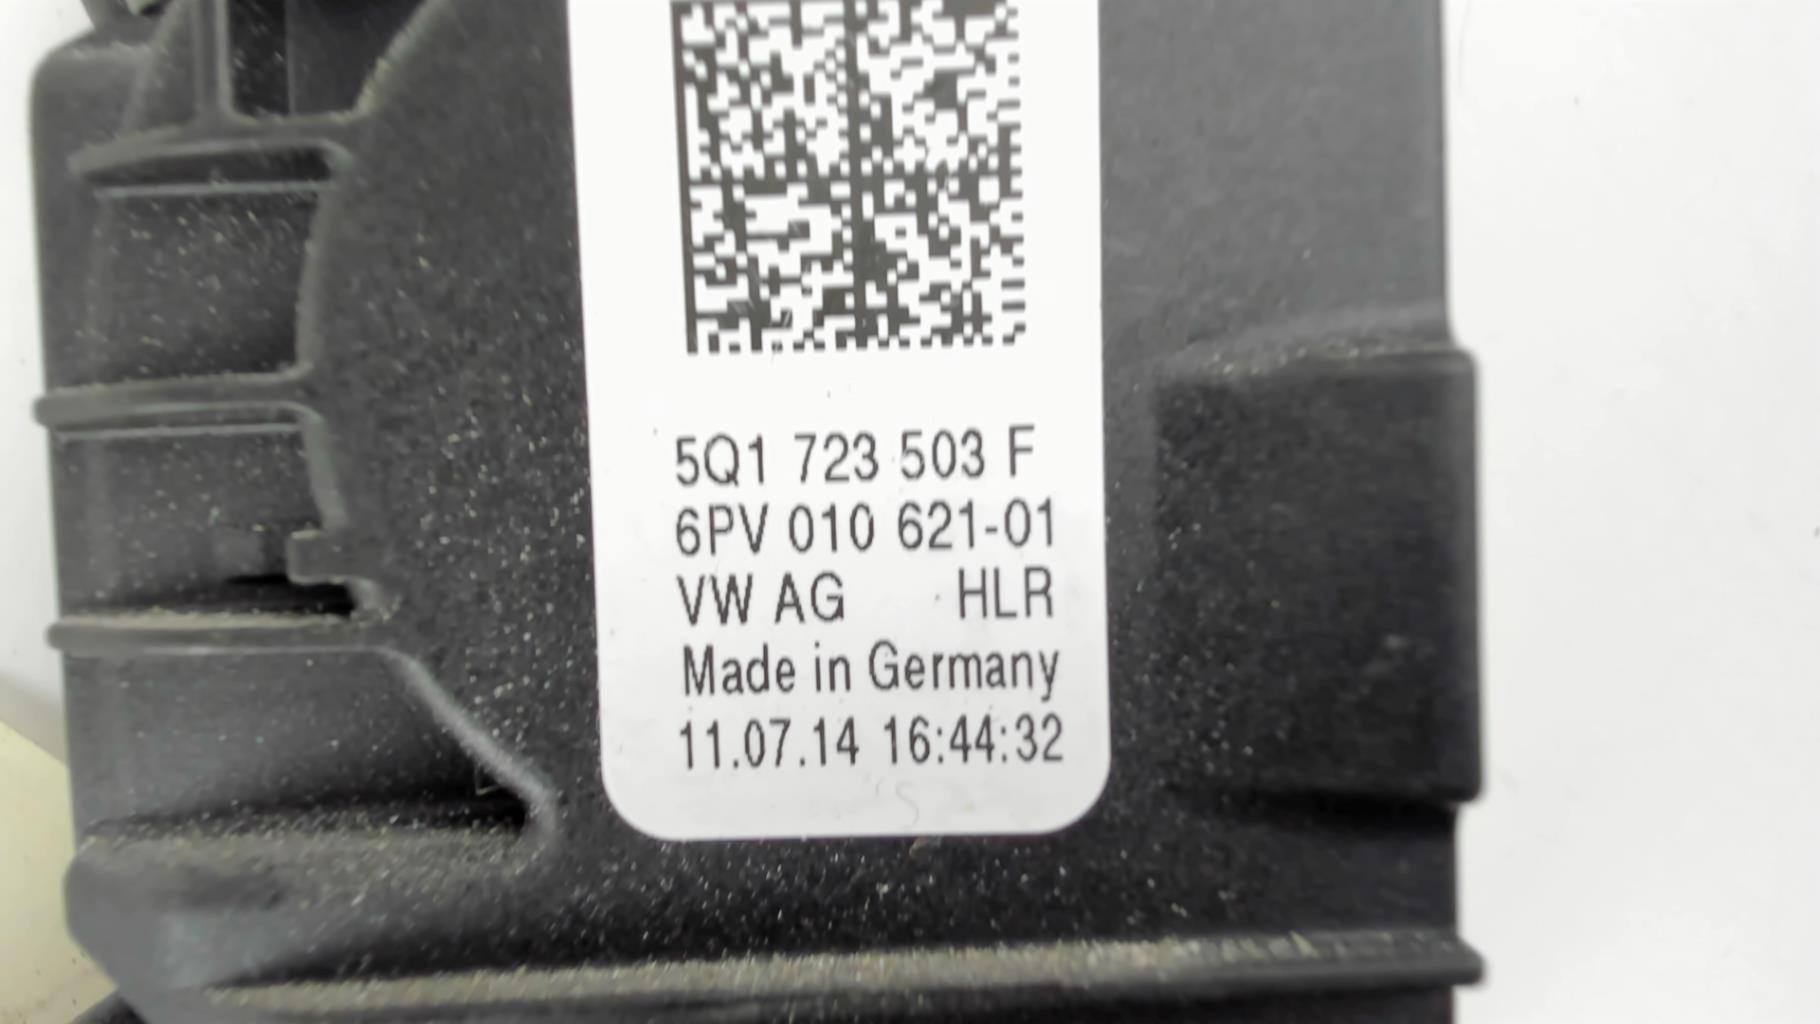 5Q1 723 503 F
6PV 010 621-01
VW AG HLR
Made in Germany
11.07.14 16:44:32